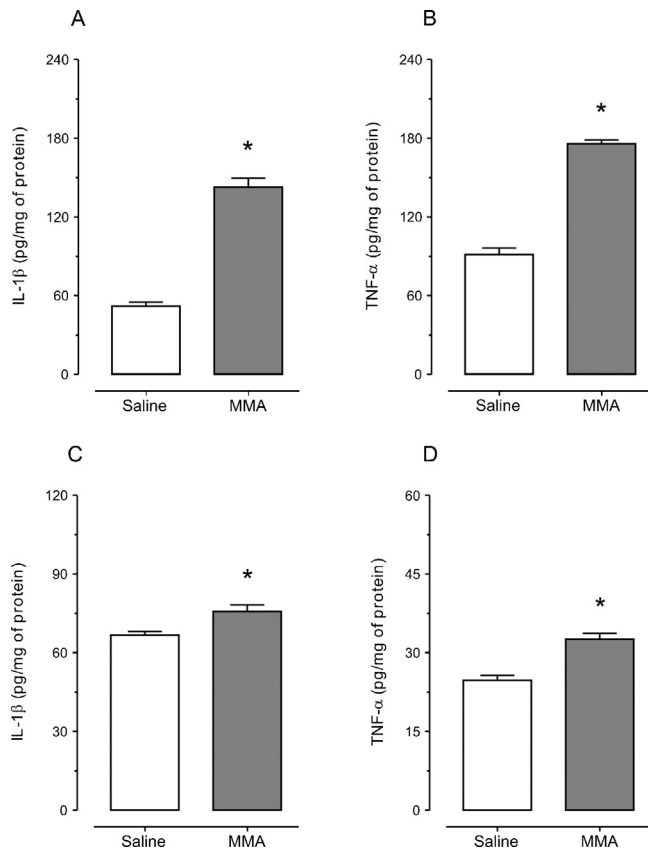 A
IL-1β (pg/mg of protein)
240
180
120
60
0
*
Saline MMA
B
TNF-α (pg/mg of protein)
240
180
120
60
0
*
Saline MMA
C
IL-1β (pg/mg of protein)
120
90
60
30
0
*
Saline MMA
D
TNF-α (pg/mg of protein)
60
45
30
15
0
*
Saline MMA